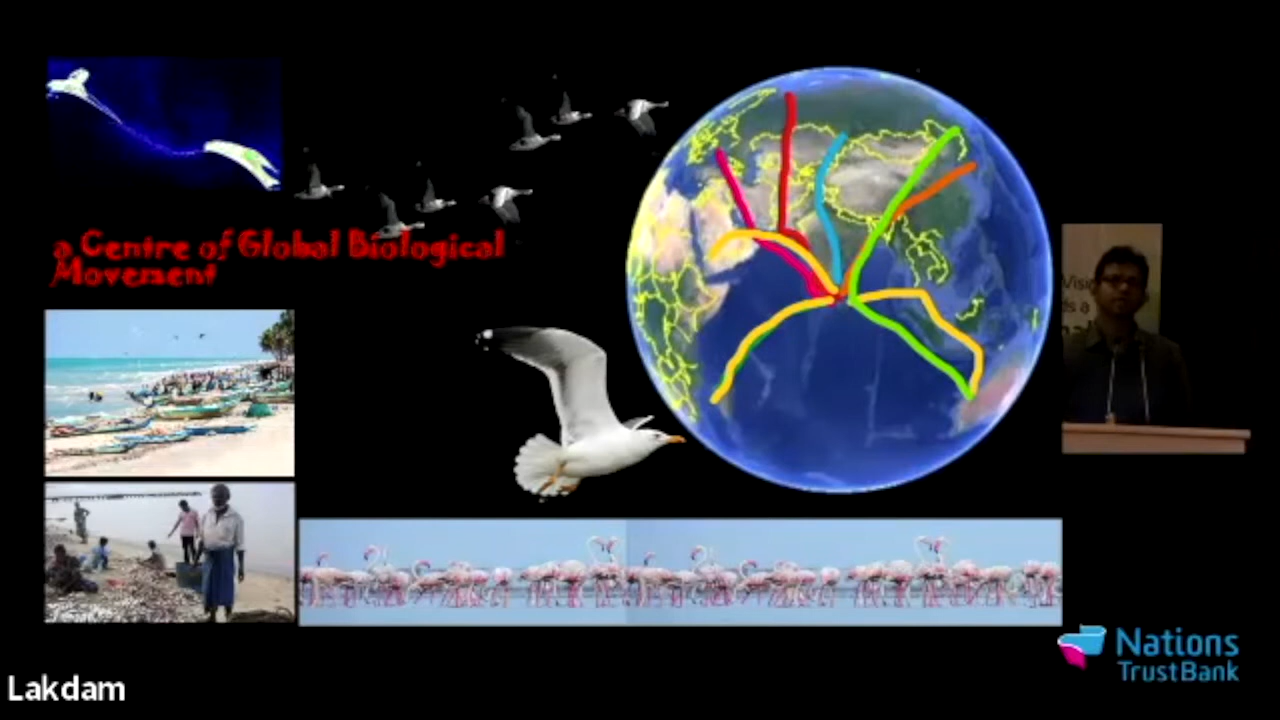 a Centre of Global Biological
Movement
Nations
TrustBank
Lakdam